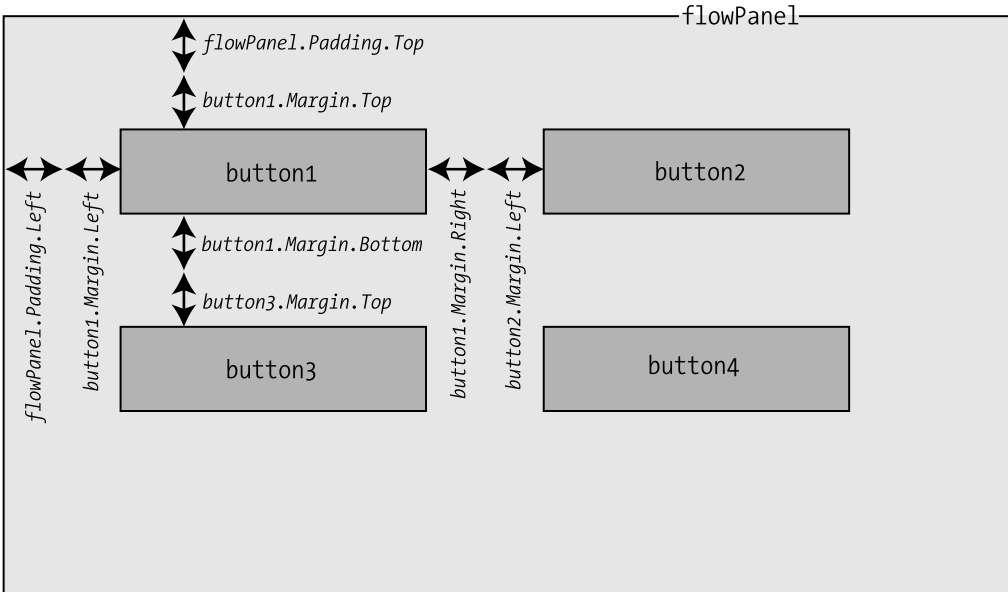 flowPanel
flowPanel.Padding.Top
button1.Margin.Top
button1
button2
flowPanel.Padding.Left
button1.Margin.Left
button1.Margin.Right
button2.Margin.Left
button1.Margin.Bottom
button3.Margin.Top
button3
button4